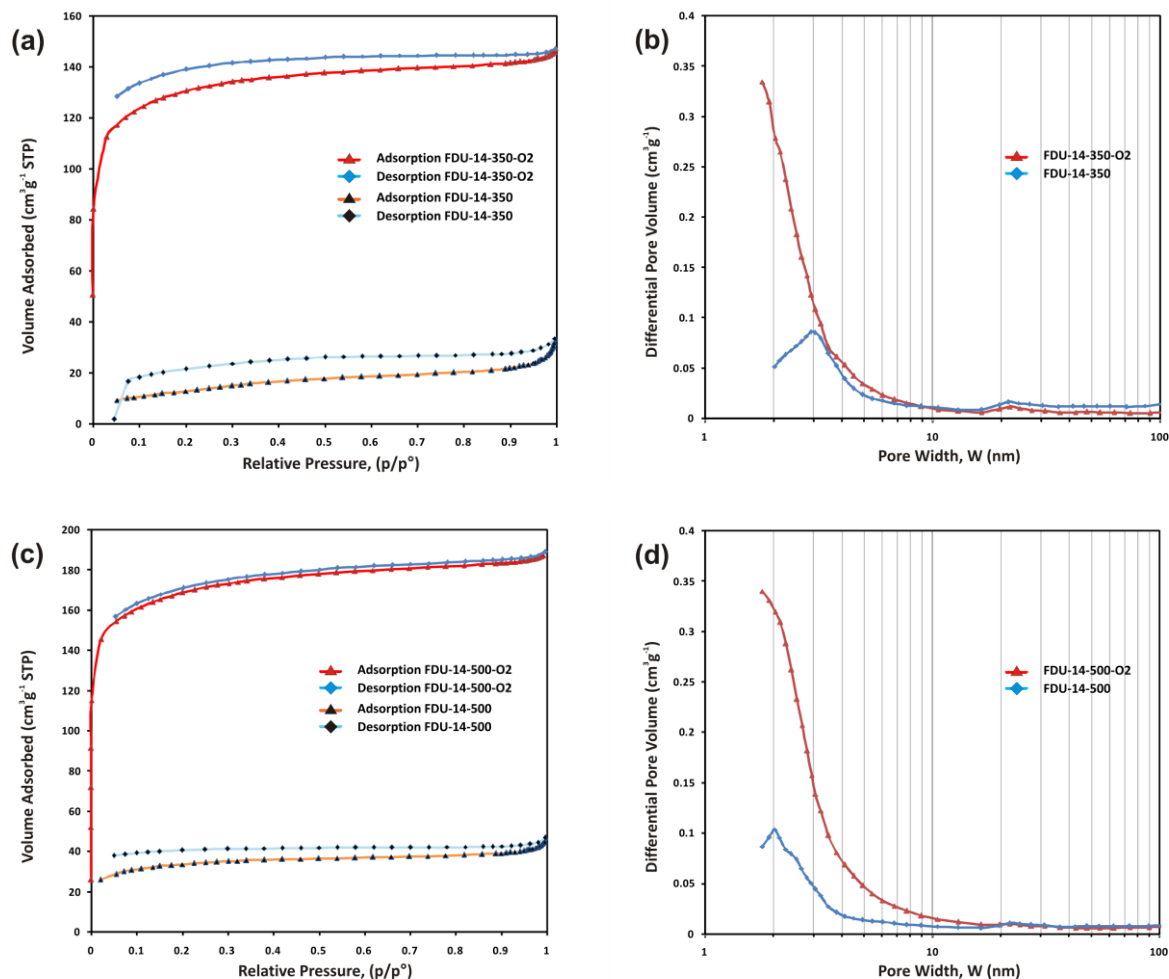 (a)
160
140
120
100
80
60
40
20
0
0
0.1
0.2
0.3
0.4
0.5
0.6
0.7
0.8
0.9
1
Volume Adsorbed (cm³g⁻¹ STP)
Relative Pressure, (p/p°)
Adsorption FDU-14-350-O2
Desorption FDU-14-350-O2
Adsorption FDU-14-350
Desorption FDU-14-350
(b)
0.4
0.35
0.3
0.25
0.2
0.15
0.1
0.05
0
1
10
100
Differential Pore Volume (cm³g⁻¹)
Pore Width, W (nm)
FDU-14-350-O2
FDU-14-350
(c)
200
180
160
140
120
100
80
60
40
20
0
0
0.1
0.2
0.3
0.4
0.5
0.6
0.7
0.8
0.9
1
Volume Adsorbed (cm³g⁻¹ STP)
Relative Pressure, (p/p°)
Adsorption FDU-14-500-O2
Desorption FDU-14-500-O2
Adsorption FDU-14-500
Desorption FDU-14-500
(d)
0.4
0.35
0.3
0.25
0.2
0.15
0.1
0.05
0
1
10
100
Differential Pore Volume (cm³g⁻¹)
Pore Width, W (nm)
FDU-14-500-O2
FDU-14-500